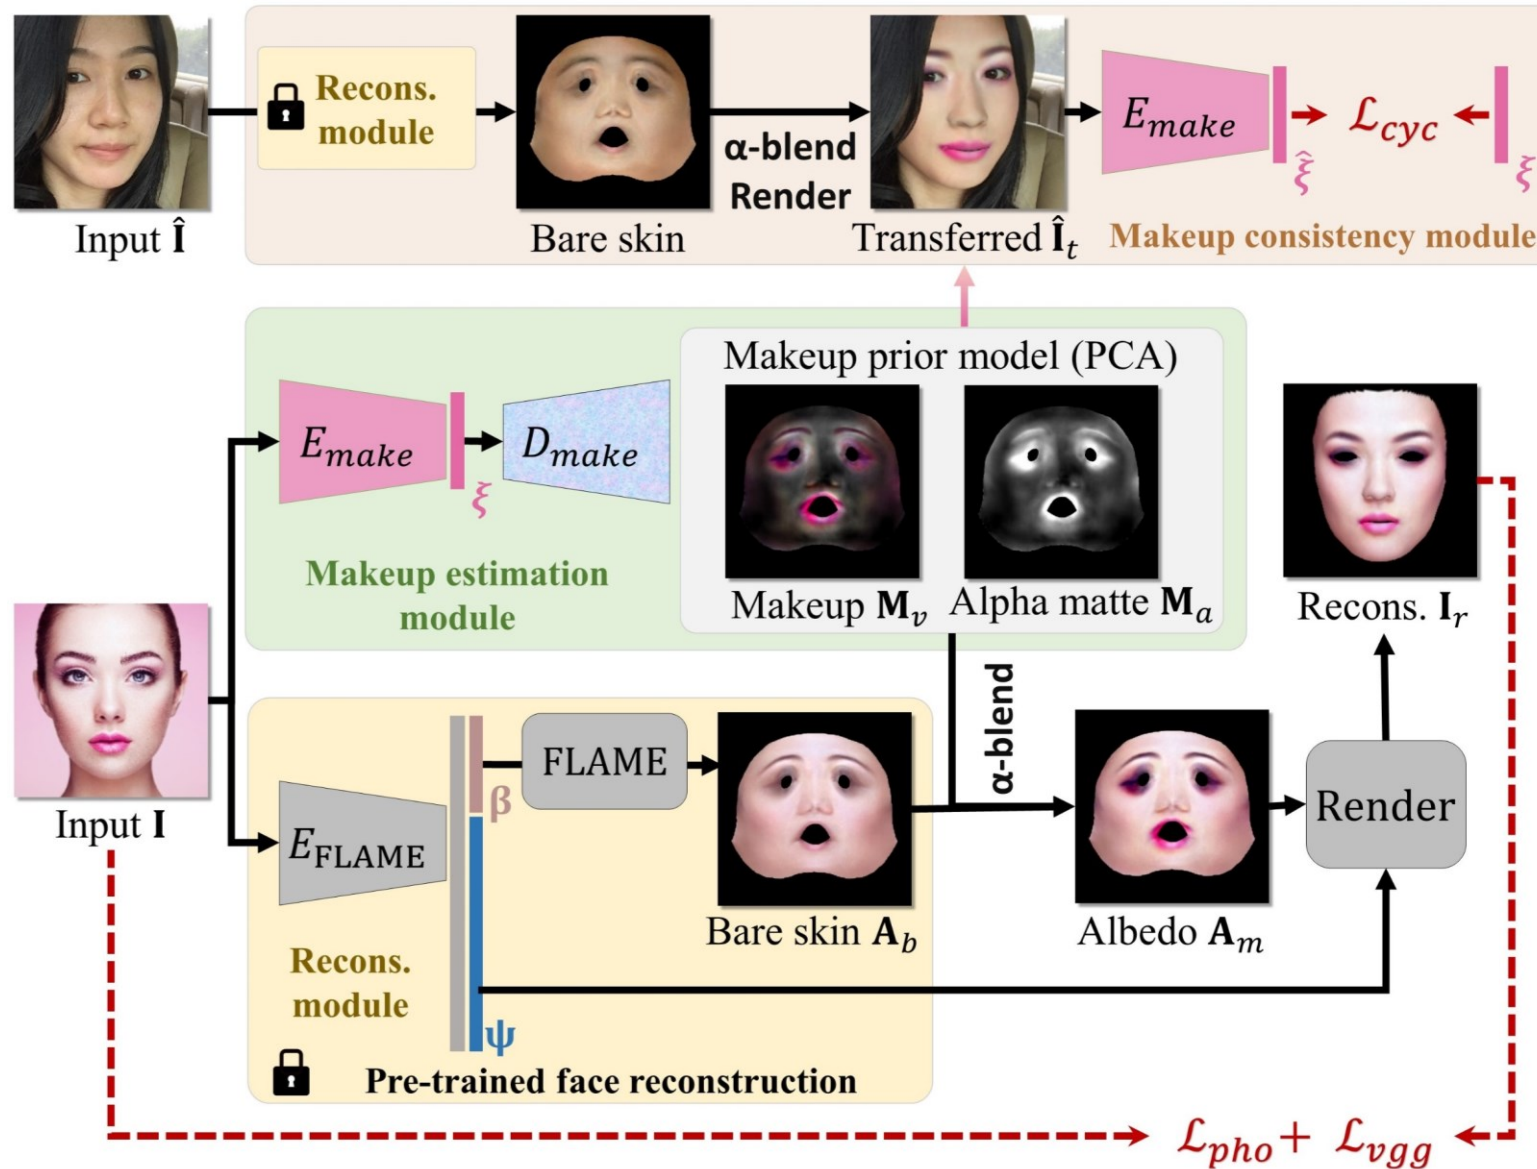 Recons.
module
α-blend
Render
E_make
ξ̂
ℒ_cyc
ξ
Input Î
Bare skin
Transferred Î_t
Makeup consistency module
Makeup prior model (PCA)
E_make
ξ
D_make
Makeup estimation
module
Makeup M_v
Alpha matte M_a
Recons. I_r
Input I
E_FLAME
β
FLAME
α-blend
Render
Bare skin A_b
Albedo A_m
Recons.
module
ψ
Pre-trained face reconstruction
ℒ_pho + ℒ_vgg